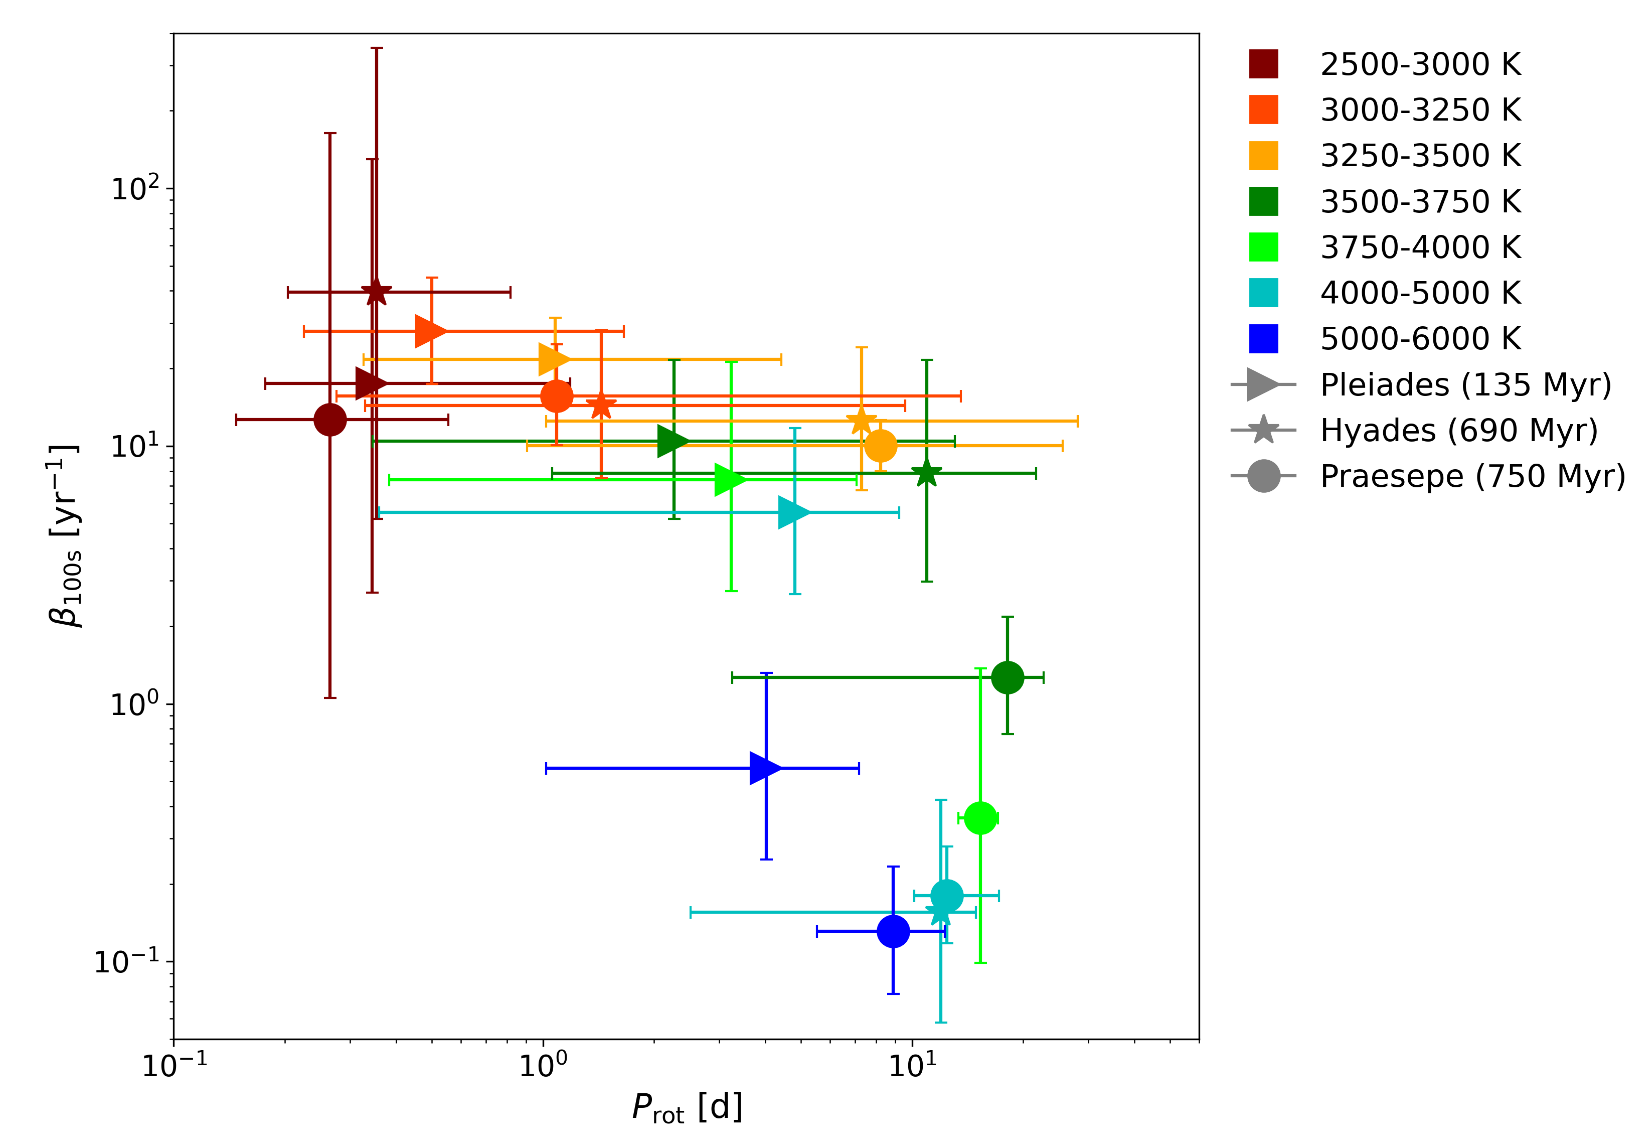 10²
10¹
10⁰
10⁻¹
β₁₀₀ₛ [yr⁻¹]
10⁻¹
10⁰
10¹
P_rot [d]
2500-3000 K
3000-3250 K
3250-3500 K
3500-3750 K
3750-4000 K
4000-5000 K
5000-6000 K
Pleiades (135 Myr)
Hyades (690 Myr)
Praesepe (750 Myr)